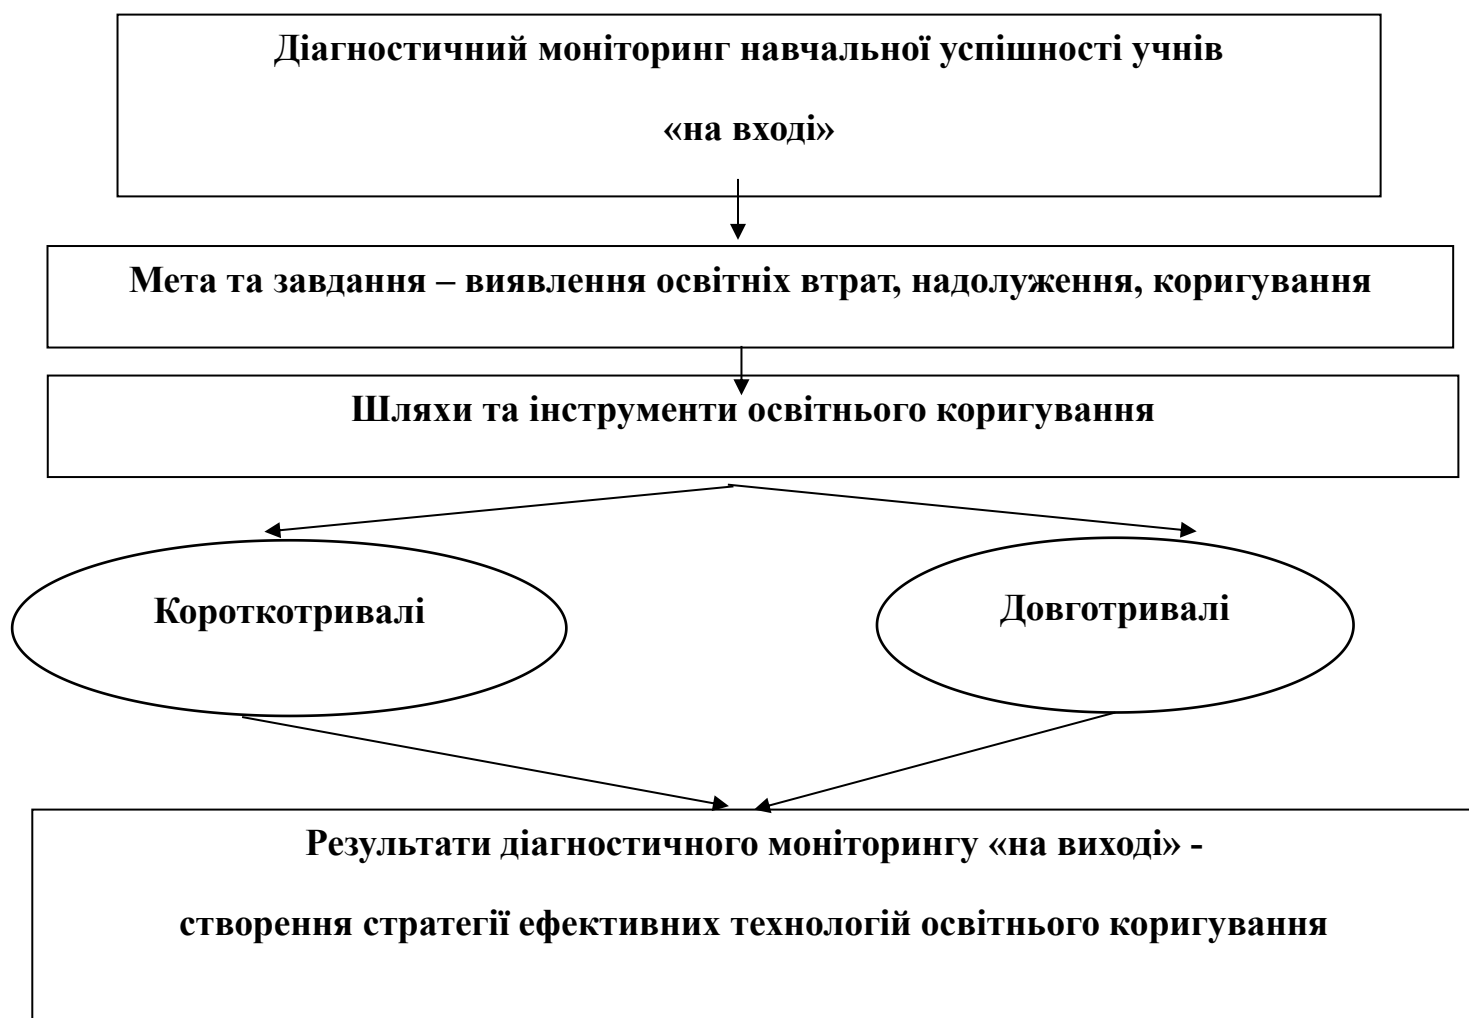 Діагностичний моніторинг навчальної успішності учнів
«на вході»
Мета та завдання – виявлення освітніх втрат, надолуження, коригування
Шляхи та інструменти освітнього коригування
Короткотривалі
Довготривалі
Результати діагностичного моніторингу «на виході» -
створення стратегії ефективних технологій освітнього коригування